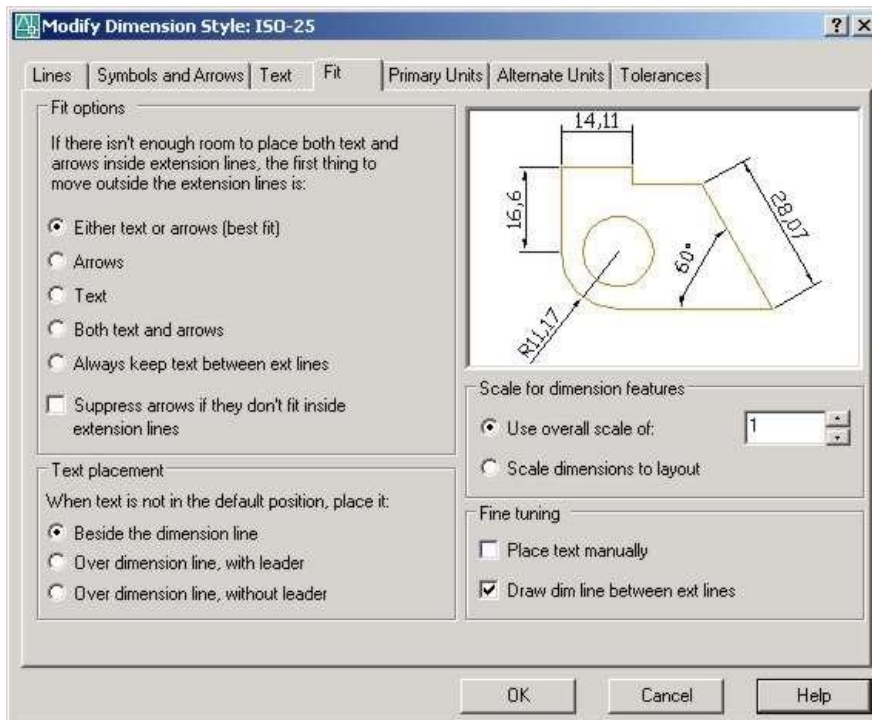 Modify Dimension Style: ISO-25
Lines
Symbols and Arrows
Text
Fit
Primary Units
Alternate Units
Tolerances
Fit options
If there isn't enough room to place both text and
arrows inside extension lines, the first thing to
move outside the extension lines is:
Either text or arrows (best fit)
Arrows
Text
Both text and arrows
Always keep text between ext lines
Suppress arrows if they don't fit inside
extension lines
Text placement
When text is not in the default position, place it:
Beside the dimension line
Over dimension line, with leader
Over dimension line, without leader
14,11
16,6
28,07
60°
R11,17
Scale for dimension features
Use overall scale of:
1
Scale dimensions to layout
Fine tuning
Place text manually
Draw dim line between ext lines
OK
Cancel
Help